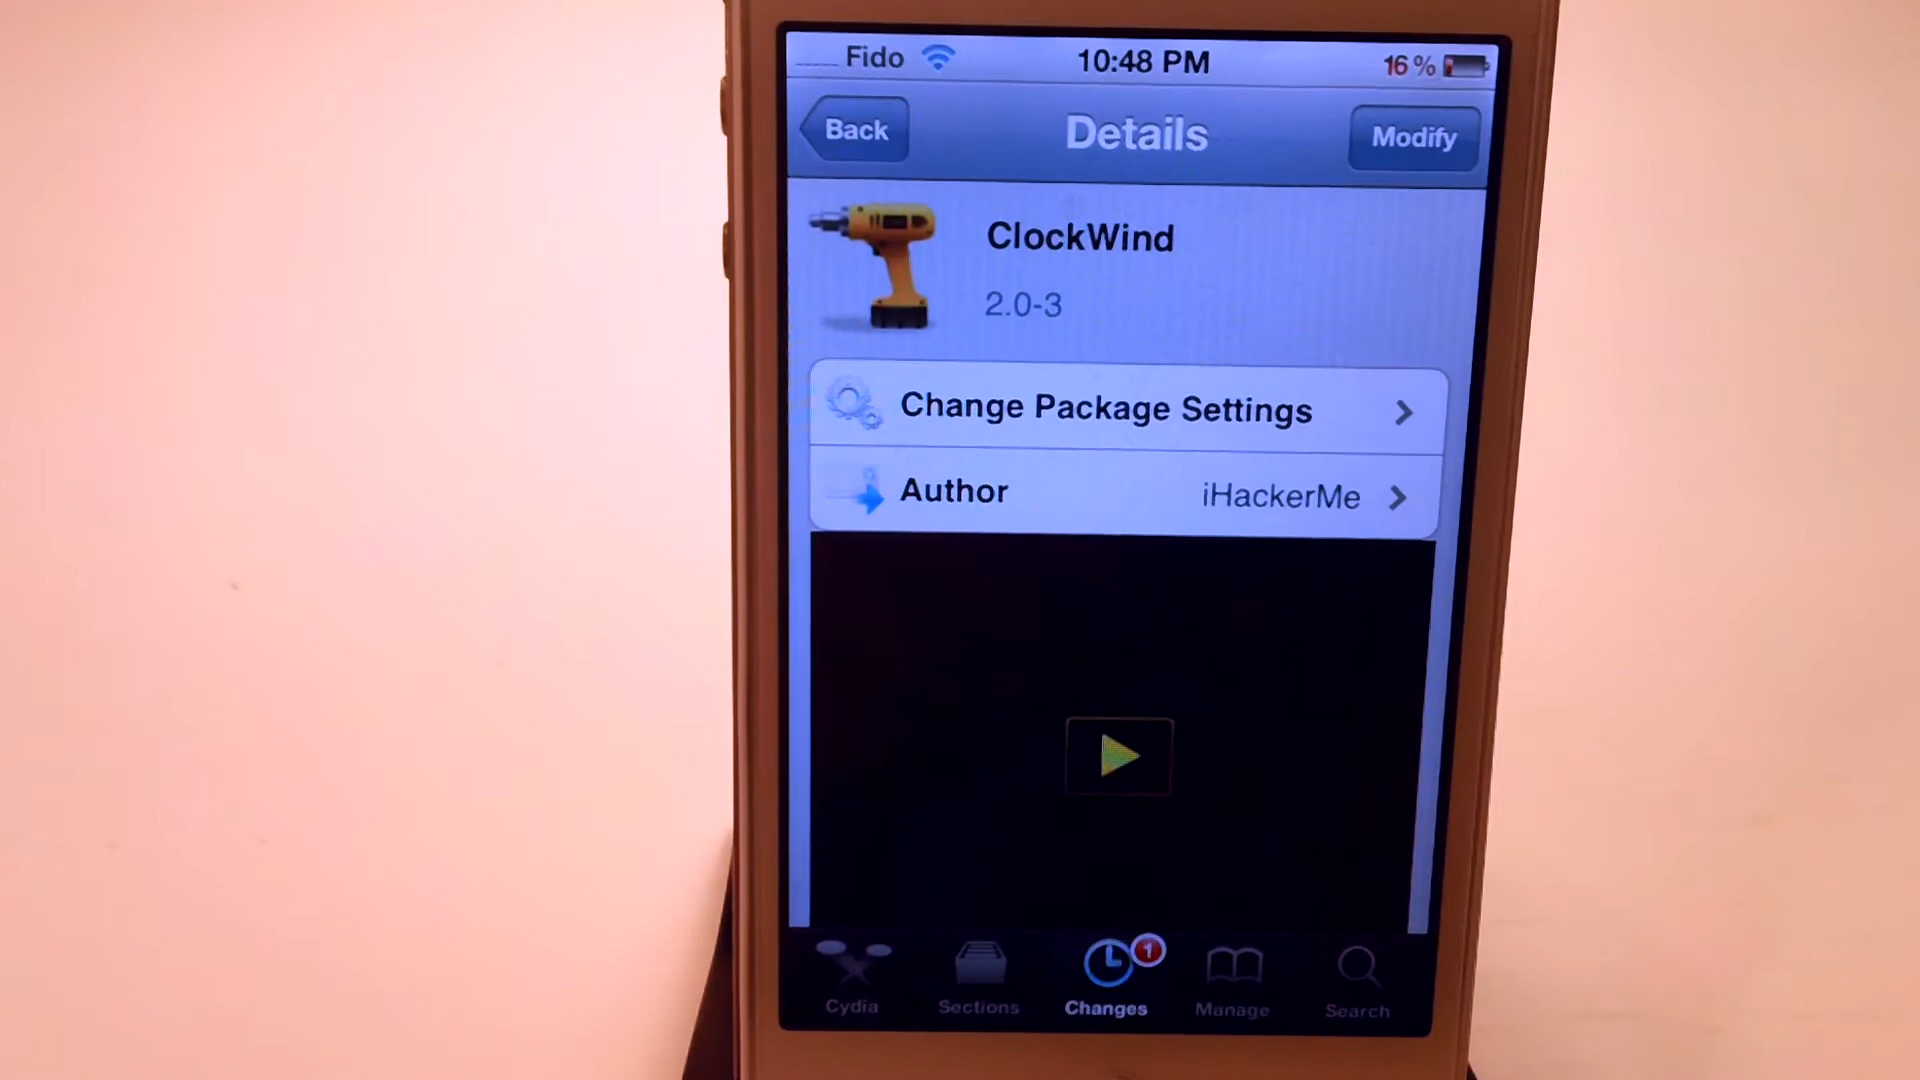 Fido 10:48 PM 16 %
Back Details Modify
ClockWind
2.0-3
Change Package Settings
Author iHackerMe
1
Cydia Sections Changes Manage Search